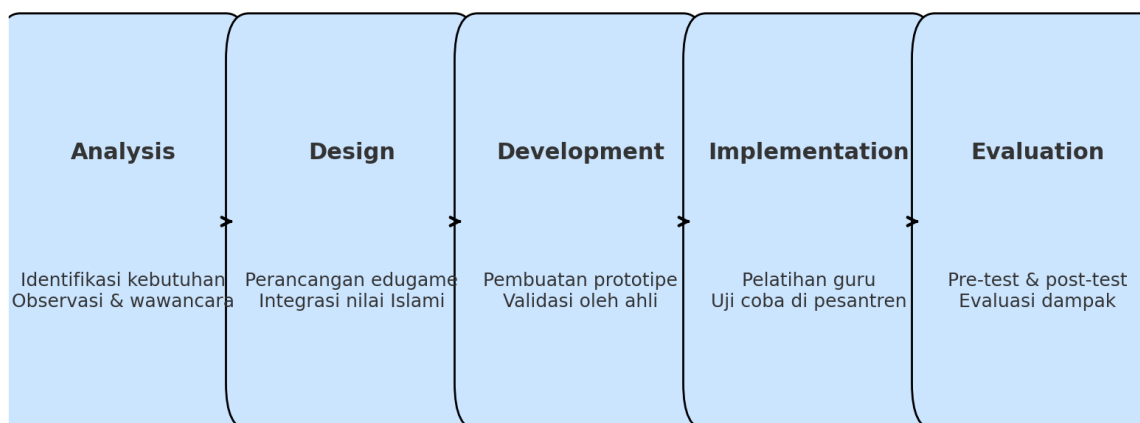 Analysis
Identifikasi kebutuhan
Observasi & wawancara
Design
Perancangan edugame
Integrasi nilai Islami
Development
Pembuatan prototipe
Validasi oleh ahli
Implementation
Pelatihan guru
Uji coba di pesantren
Evaluation
Pre-test & post-test
Evaluasi dampak